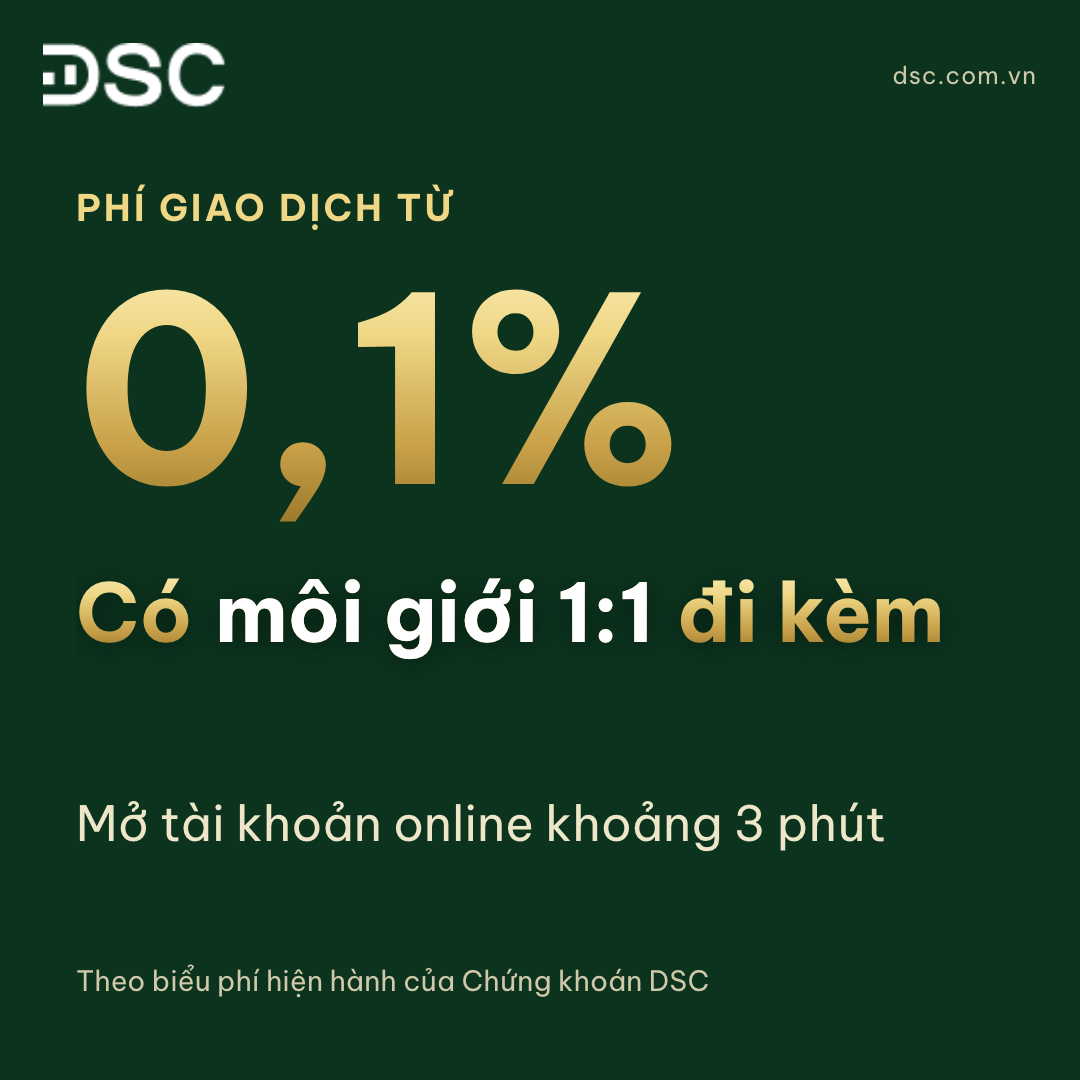 DSC
dsc.com.vn
PHÍ GIAO DỊCH TỪ
0,1%
Có môi giới 1:1 đi kèm
Mở tài khoản online khoảng 3 phút
Theo biểu phí hiện hành của Chứng khoán DSC